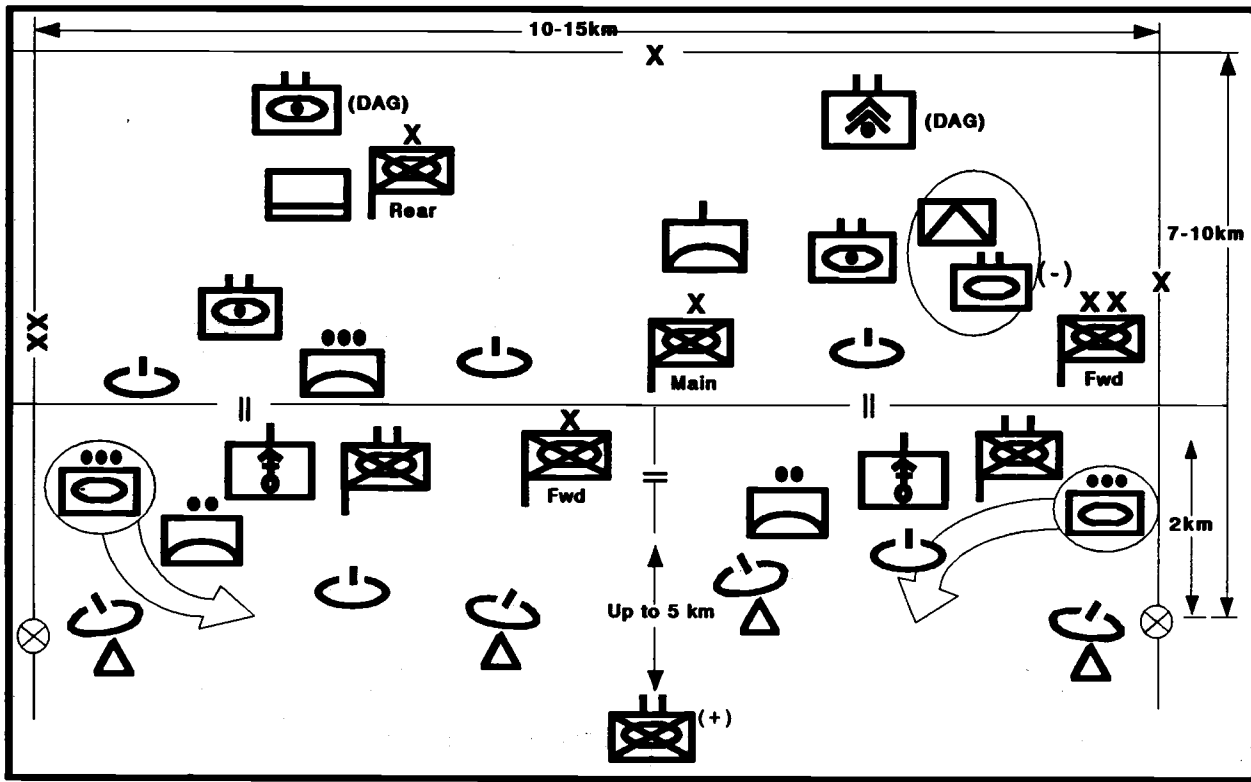 10-15km
X
(DAG)
(DAG)
X
Rear
7-10km
(-)
X
X
XX
XX
Main
Fwd
X
Fwd
2km
Up to 5 km
(+)